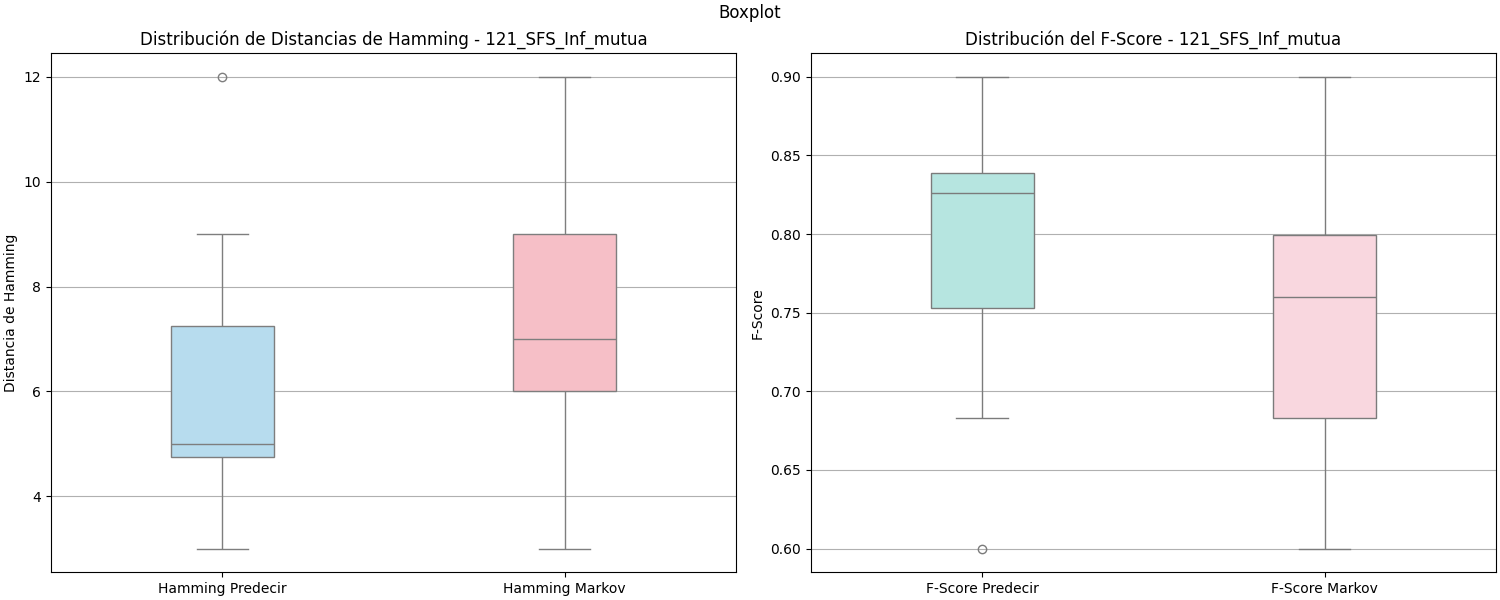 Boxplot
Distribución de Distancias de Hamming - 121_SFS_Inf_mutua
Distancia de Hamming
12
10
8
6
4
Hamming Predecir
Hamming Markov
Distribución del F-Score - 121_SFS_Inf_mutua
F-Score
0.90
0.85
0.80
0.75
0.70
0.65
0.60
F-Score Predecir
F-Score Markov